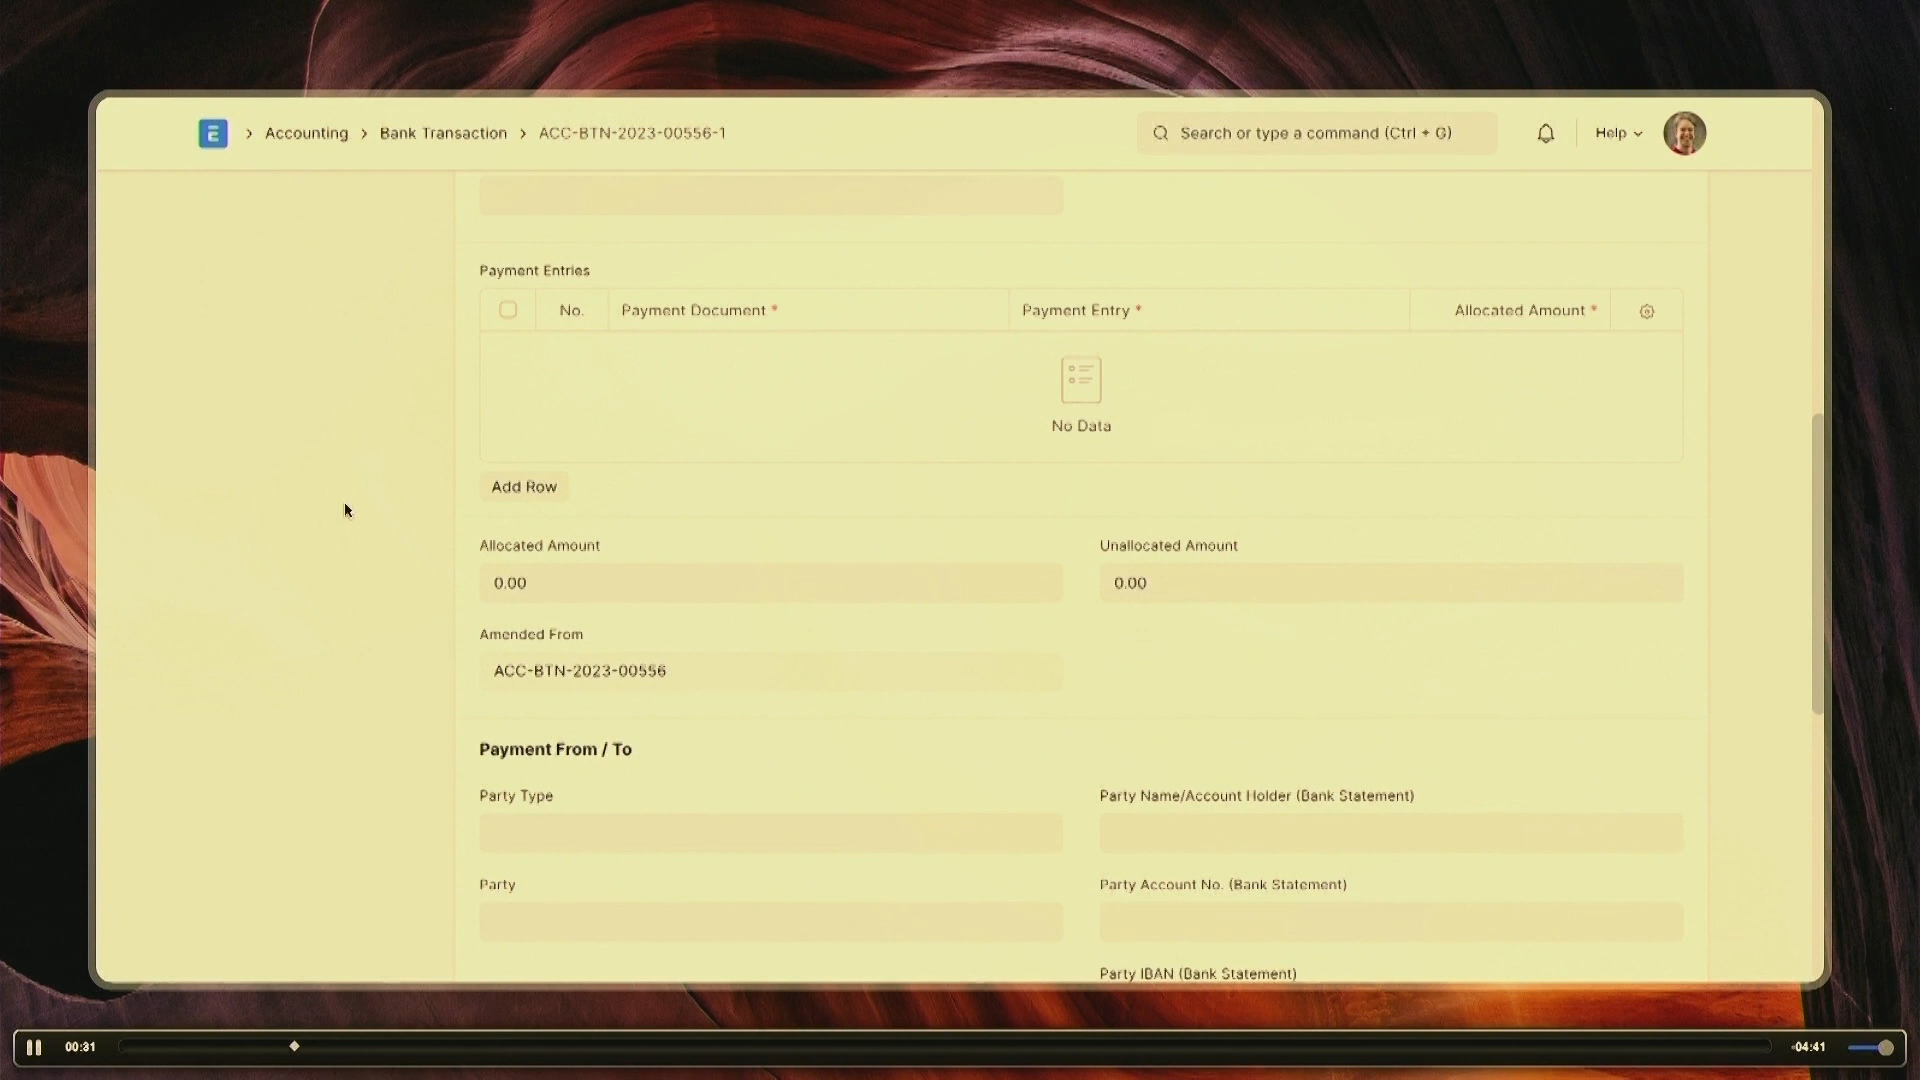 Accounting > Bank Transaction > ACC-BTN-2023-00556-1
Search or type a command (Ctrl + G)
Help
Payment Entries
No. Payment Document * Payment Entry * Allocated Amount *
No Data
Add Row
Allocated Amount Unallocated Amount
0.00 0.00
Amended From
ACC-BTN-2023-00556
Payment From / To
Party Type Party Name/Account Holder (Bank Statement)
Party Party Account No. (Bank Statement)
Party IBAN (Bank Statement)
00:31 -04:41